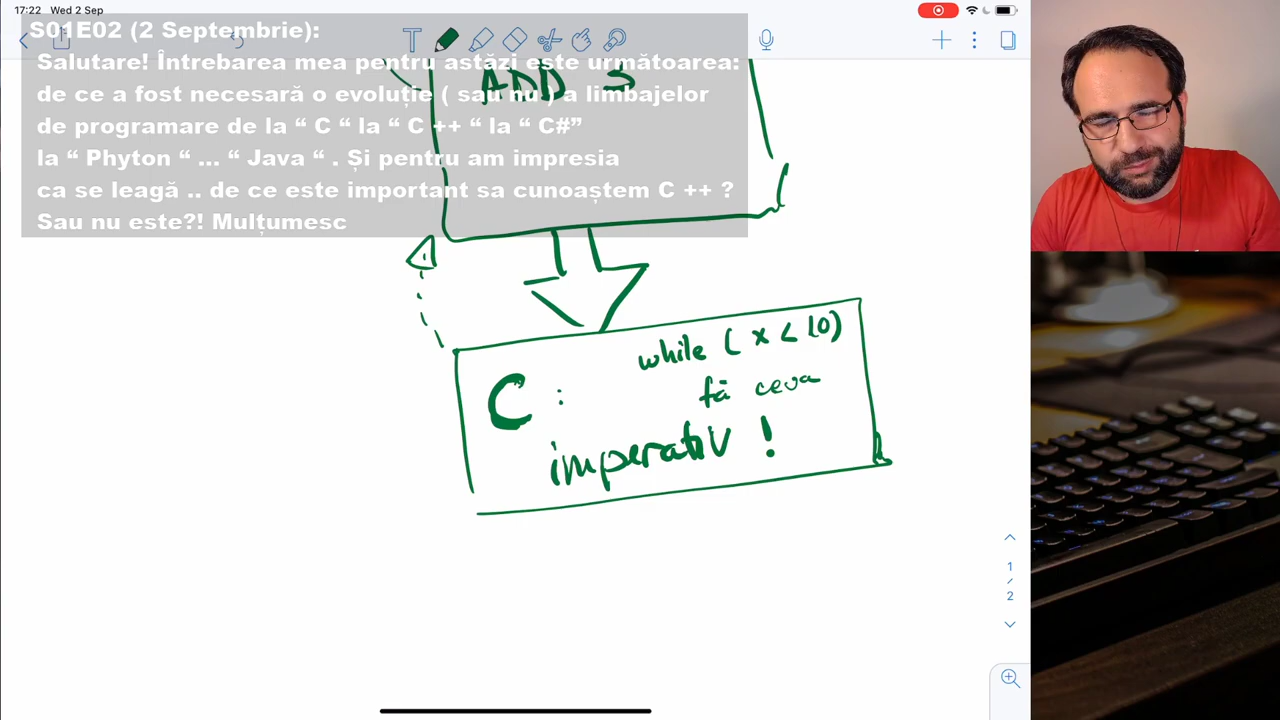 17:22 Wed 2 Sep
S01E02 (2 Septembrie):
Salutare! Întrebarea mea pentru astăzi este următoarea:
de ce a fost necesară o evoluție ( sau nu ) a limbajelor
de programare de la “ C “ la “ C ++ “ la “ C#”
la “ Phyton “ ... “ Java “ . Și pentru am impresia
ca se leagă .. de ce este important sa cunoaștem C ++ ?
Sau nu este?! Mulțumesc
ADD
while ( x < 10)
fă ceva
C :
imperativ !
1
/
2